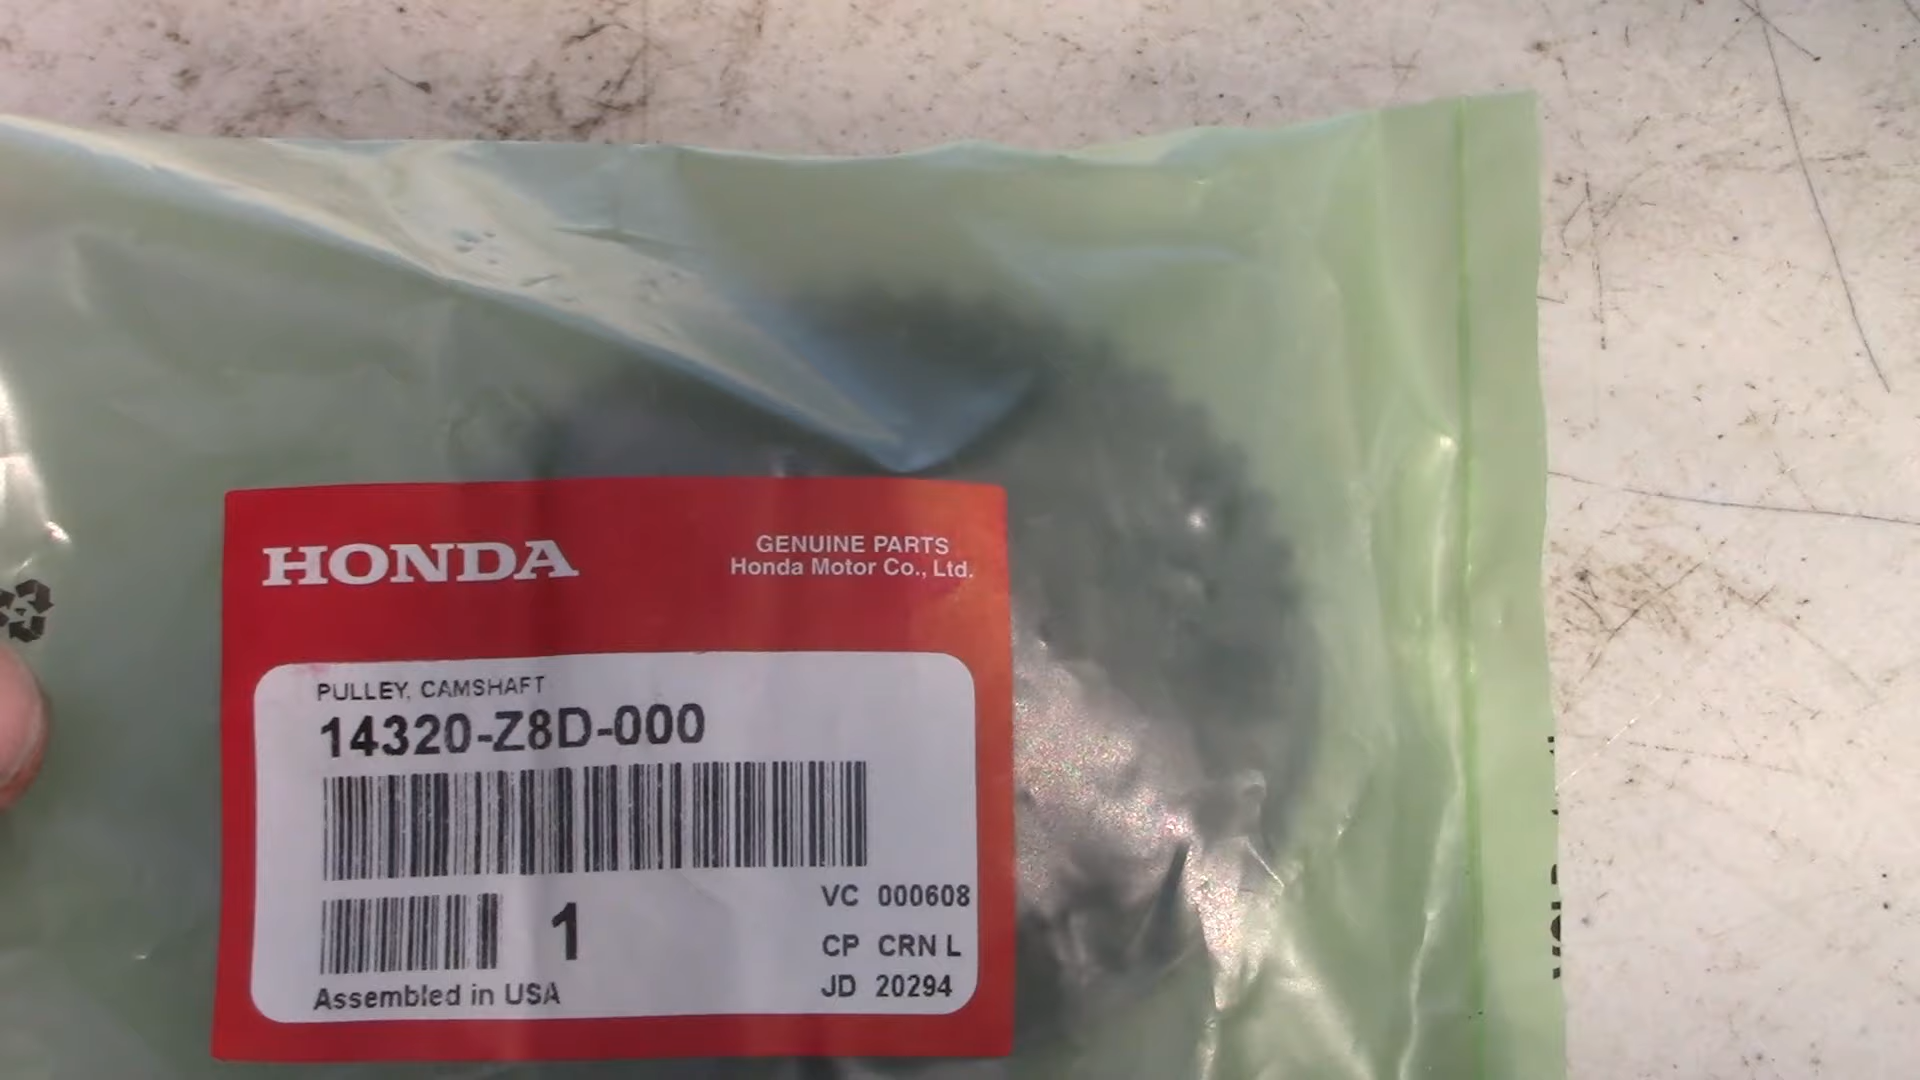 HONDA
GENUINE PARTS
Honda Motor Co., Ltd.
PULLEY, CAMSHAFT
14320-Z8D-000
1
VC 000608
CP CRN L
JD 20294
Assembled in USA